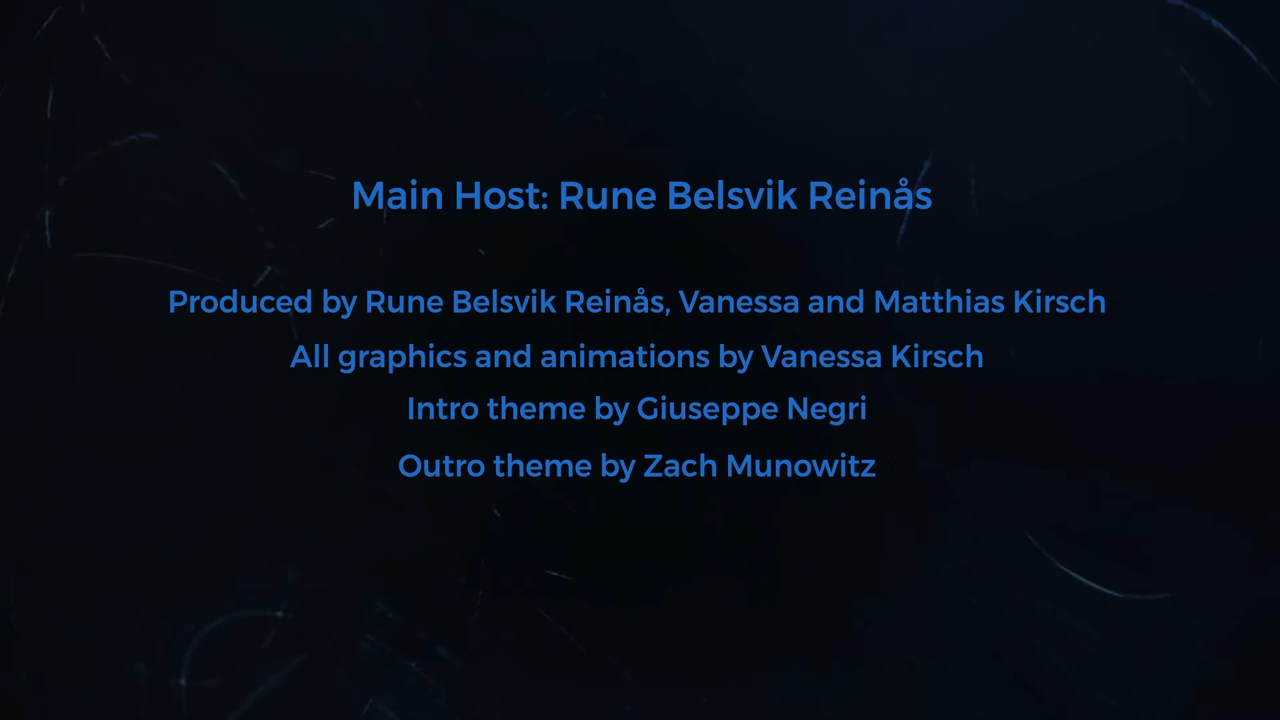 Main Host: Rune Belsvik Reinås
Produced by Rune Belsvik Reinås, Vanessa and Matthias Kirsch
All graphics and animations by Vanessa Kirsch
Intro theme by Giuseppe Negri
Outro theme by Zach Munowitz